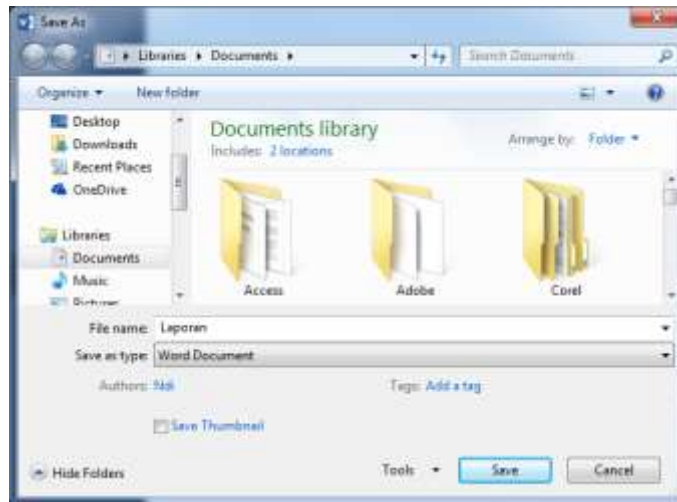 Save As
Libraries Documents
Search Documents
Organize New folder
Desktop
Downloads
Recent Places
OneDrive
Libraries
Documents
Music
Pictures
Documents library
Includes: 2 locations
Arrange by: Folder
Access
Adobe
Corel
File name: Laporan
Save as type: Word Document
Authors: Ndi
Tags: Add a tag
Save Thumbnail
Hide Folders
Tools
Save
Cancel